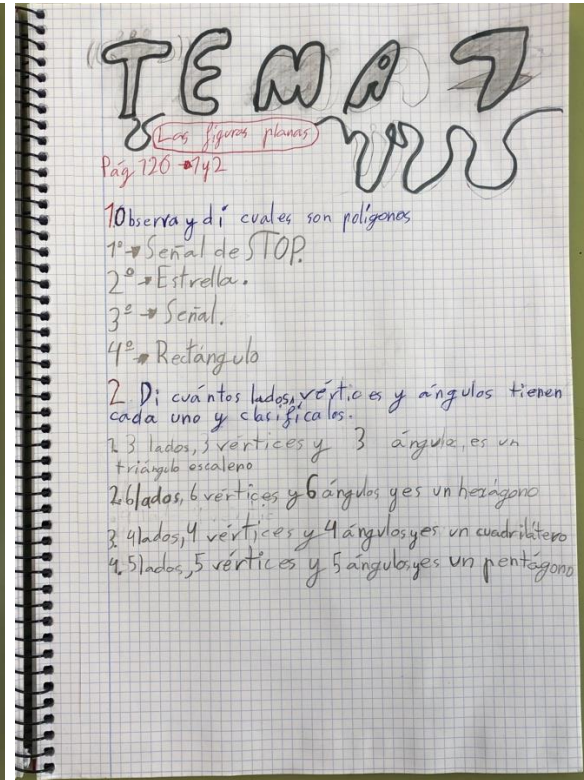 TEMA 7
Las figuras planas
Pág 126 → 1 y 2
1 Observa y di cuales son polígonos
1º → Señal de STOP.
2º → Estrella.
3º → Señal.
4º → Rectángulo
2. Di cuántos lados, vértices y ángulos tienen
cada uno y clasifícalos.
1. 3 lados, 3 vértices y 3 ángulo, es un
triángulo escaleno
2. 6 lados, 6 vértices y 6 ángulos y es un hexágono
3. 4 lados, 4 vértices y 4 ángulos y es un cuadrilátero
4. 5 lados, 5 vértices y 5 ángulos, y es un pentágono